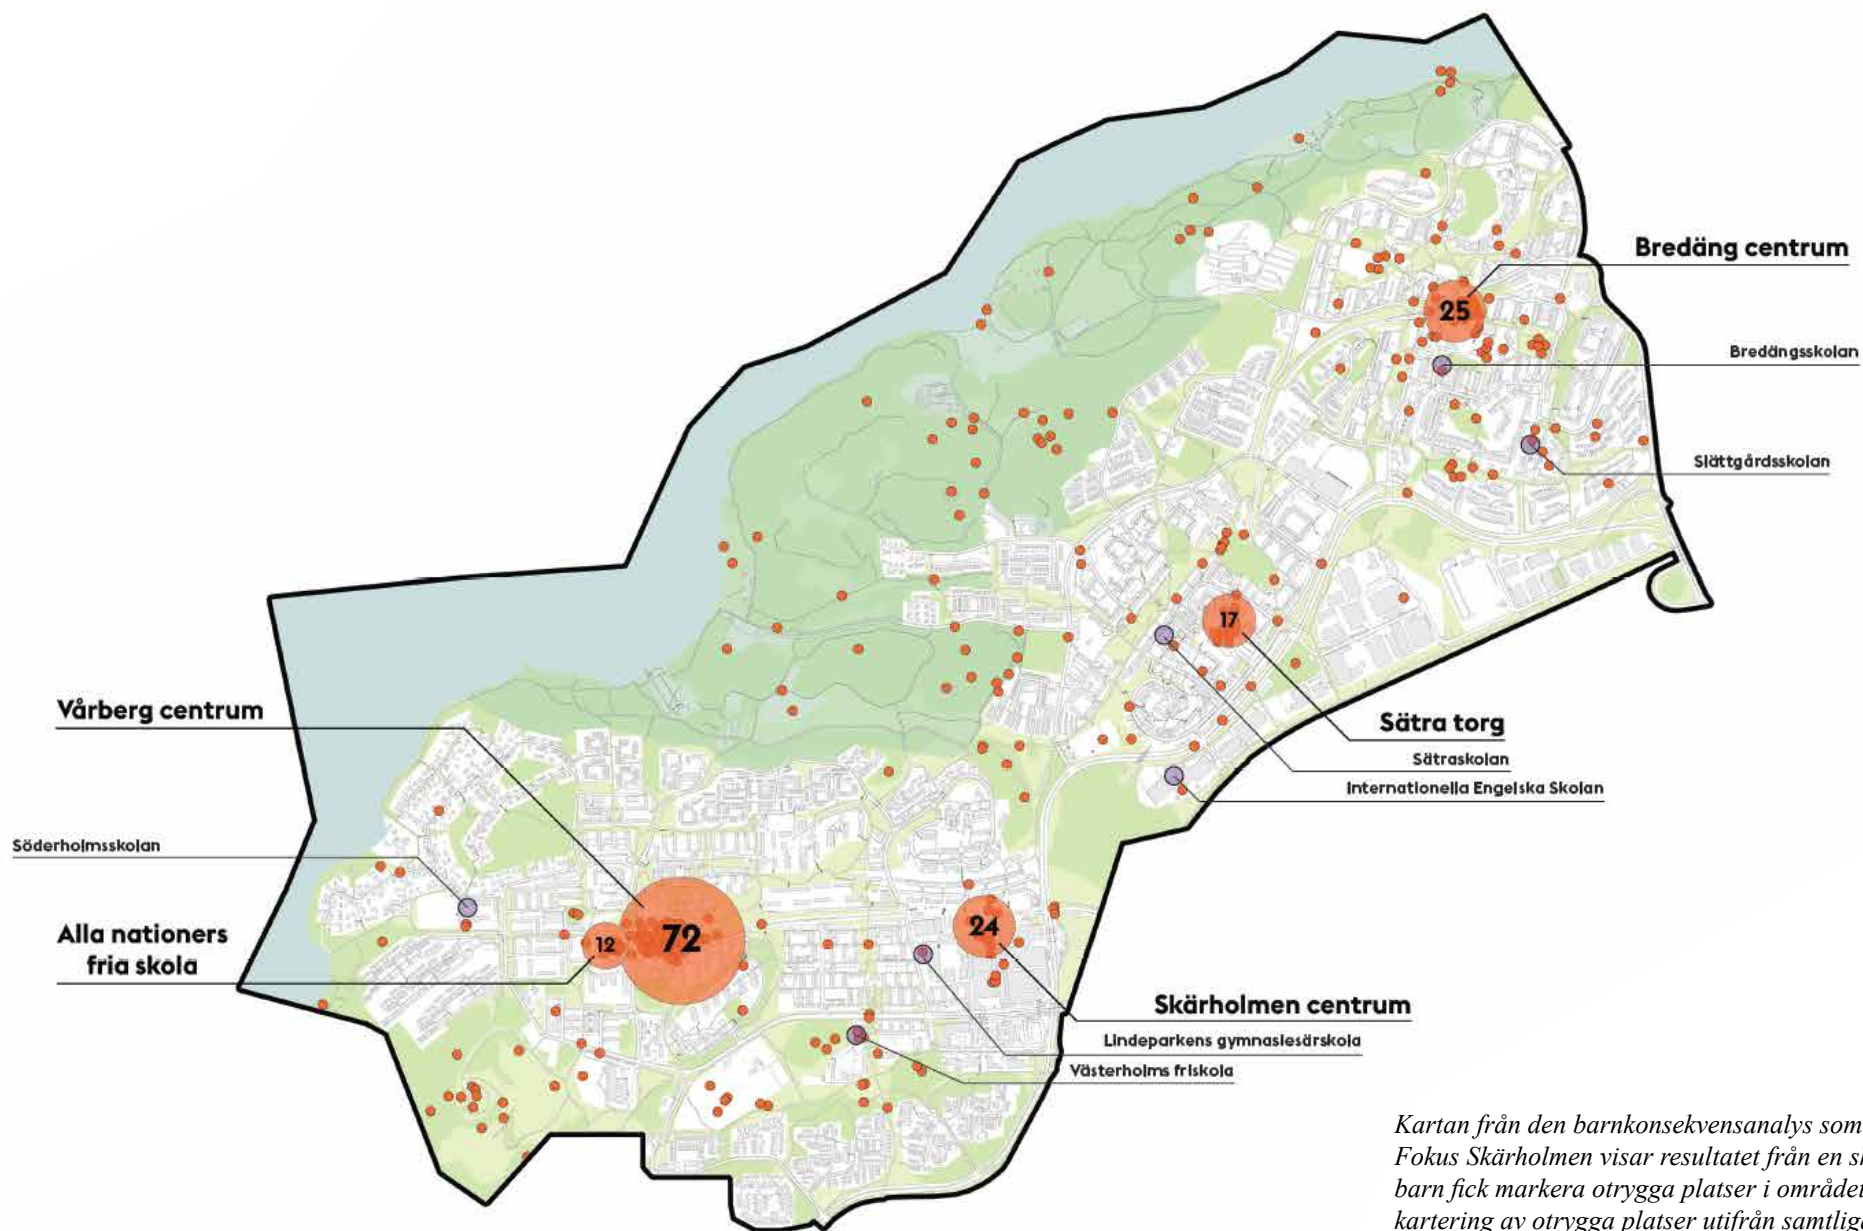 Bredäng centrum
25
Bredängsskolan
Slättgårdsskolan
17
Vårberg centrum
Sätra torg
Sätraskolan
Internationella Engelska Skolan
Söderholmsskolan
Alla nationers
fria skola
12
72
24
Skärholmen centrum
Lindeparkens gymnasiesärskola
Västerholms friskola
Kartan från den barnkonsekvensanalys som
Fokus Skärholmen visar resultatet från en
barn fick markera otrygga platser i området
kartering av otrygga platser utifrån samtliga